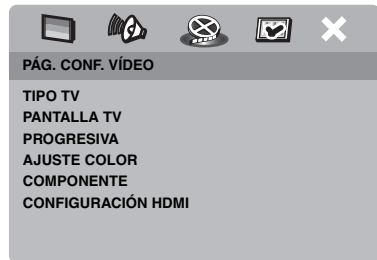 PÁG. CONF. VÍDEO
TIPO TV
PANTALLA TV
PROGRESIVA
AJUSTE COLOR
COMPONENTE
CONFIGURACIÓN HDMI